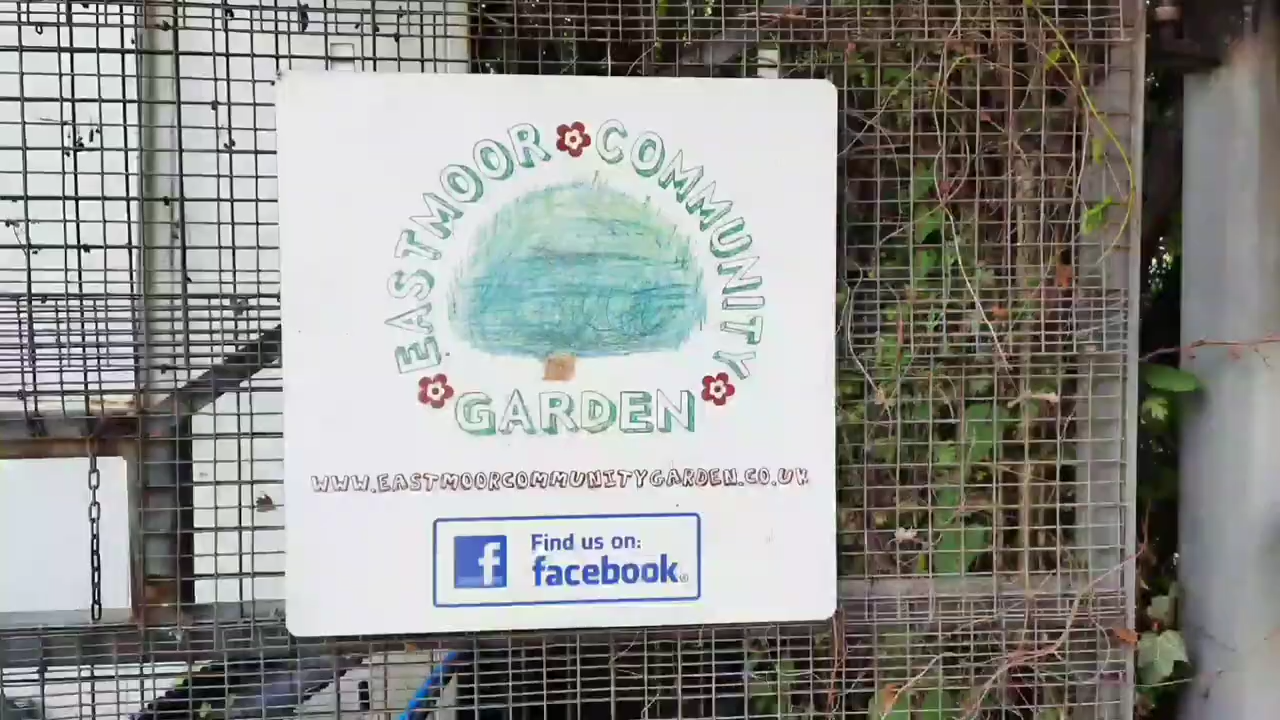 EASTMOOR COMMUNITY
GARDEN
WWW.EASTMOORCOMMUNITYGARDEN.CO.UK
f
Find us on:
facebook®